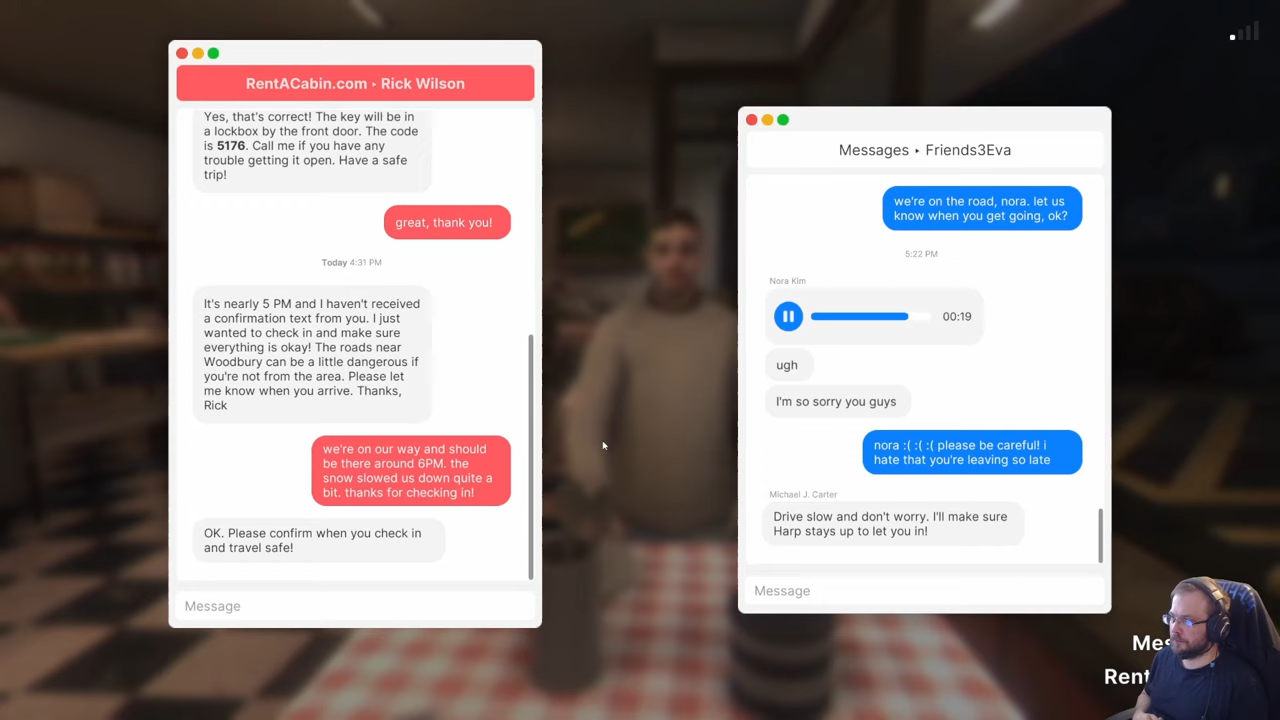 RentACabin.com ▸ Rick Wilson
Yes, that's correct! The key will be
in a lockbox by the front door. The code
is 5176. Call me if you have any
trouble getting it open. Have a safe
trip!
great, thank you!
Today 4:31 PM
It's nearly 5 PM and I haven't received
a confirmation text from you. I just
wanted to check in and make sure
everything is okay! The roads near
Woodbury can be a little dangerous if
you're not from the area. Please let
me know when you arrive. Thanks,
Rick
we're on our way and should
be there around 6PM. the
snow slowed us down quite a
bit. thanks for checking in!
OK. Please confirm when you check in
and travel safe!
Message
Messages ▸ Friends3Eva
we're on the road, nora. let us
know when you get going, ok?
5:22 PM
Nora Kim
00:19
ugh
I'm so sorry you guys
nora :( :( :( please be careful! i
hate that you're leaving so late
Michael J. Carter
Drive slow and don't worry. I'll make sure
Harp stays up to let you in!
Message